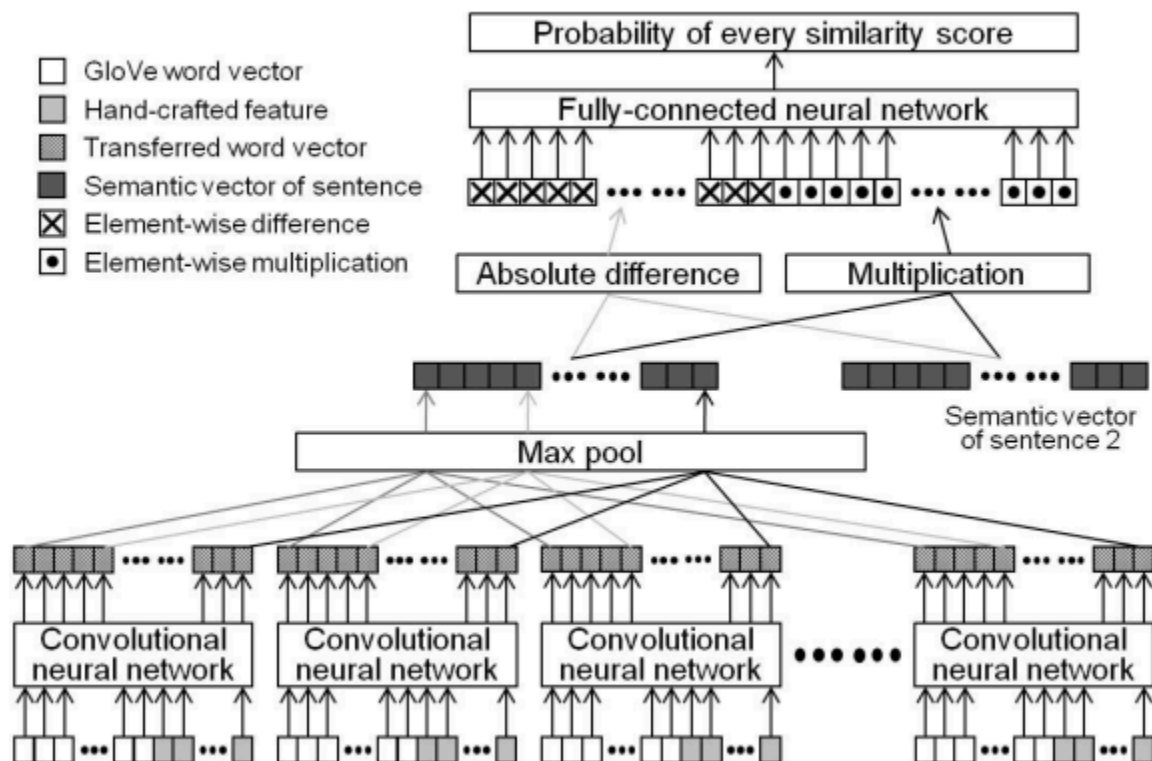 Probability of every similarity score
Fully-connected neural network
GloVe word vector
Hand-crafted feature
Transferred word vector
Semantic vector of sentence
Element-wise difference
Element-wise multiplication
Absolute difference
Multiplication
Semantic vector
of sentence 2
Max pool
Convolutional
neural network
Convolutional
neural network
Convolutional
neural network
Convolutional
neural network